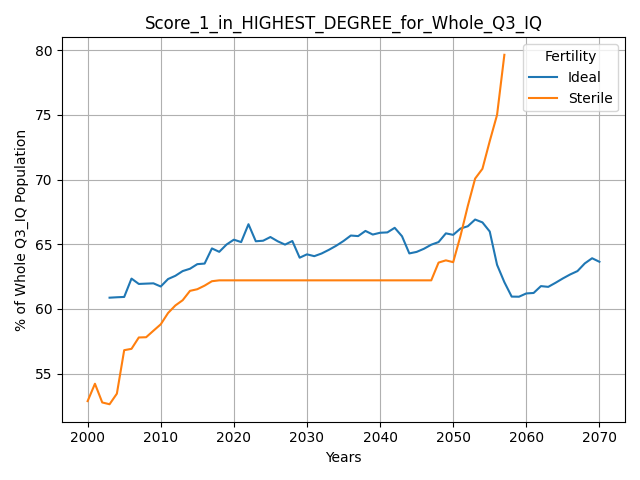 Score_1_in_HIGHEST_DEGREE_for_Whole_Q3_IQ
% of Whole Q3_IQ Population
80
75
70
65
60
55
Fertility
Ideal
Sterile
2000 2010 2020 2030 2040 2050 2060 2070
Years